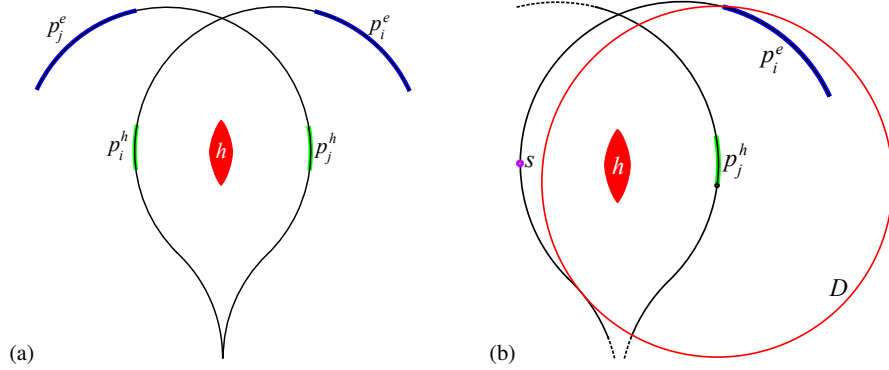 p_j^e p_i^e
p_i^h h p_j^h
(a)
p_i^e
s h p_j^h
D
(b)